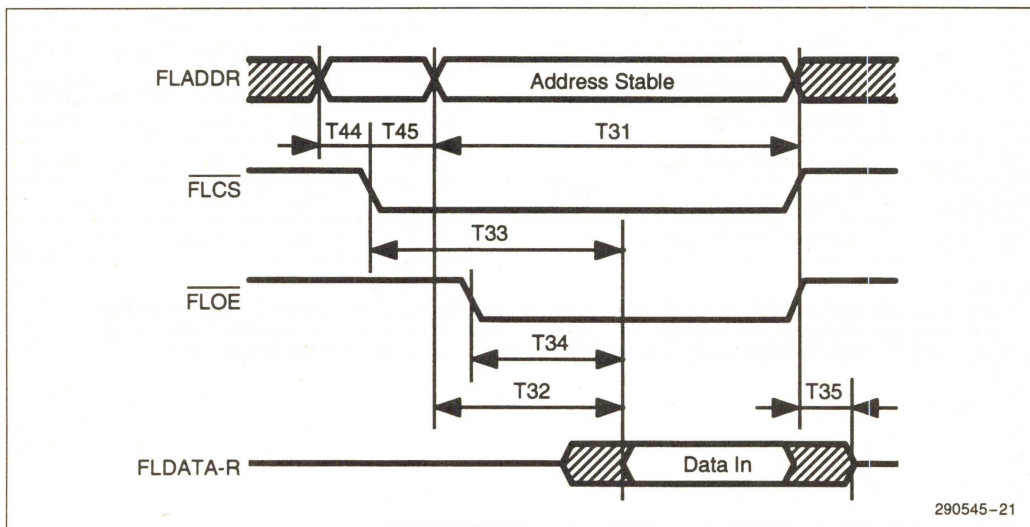 FLADDR
Address Stable
T44
T45
T31
FLCS
T33
FLOE
T34
T32
T35
FLDATA-R
Data In
290545-21